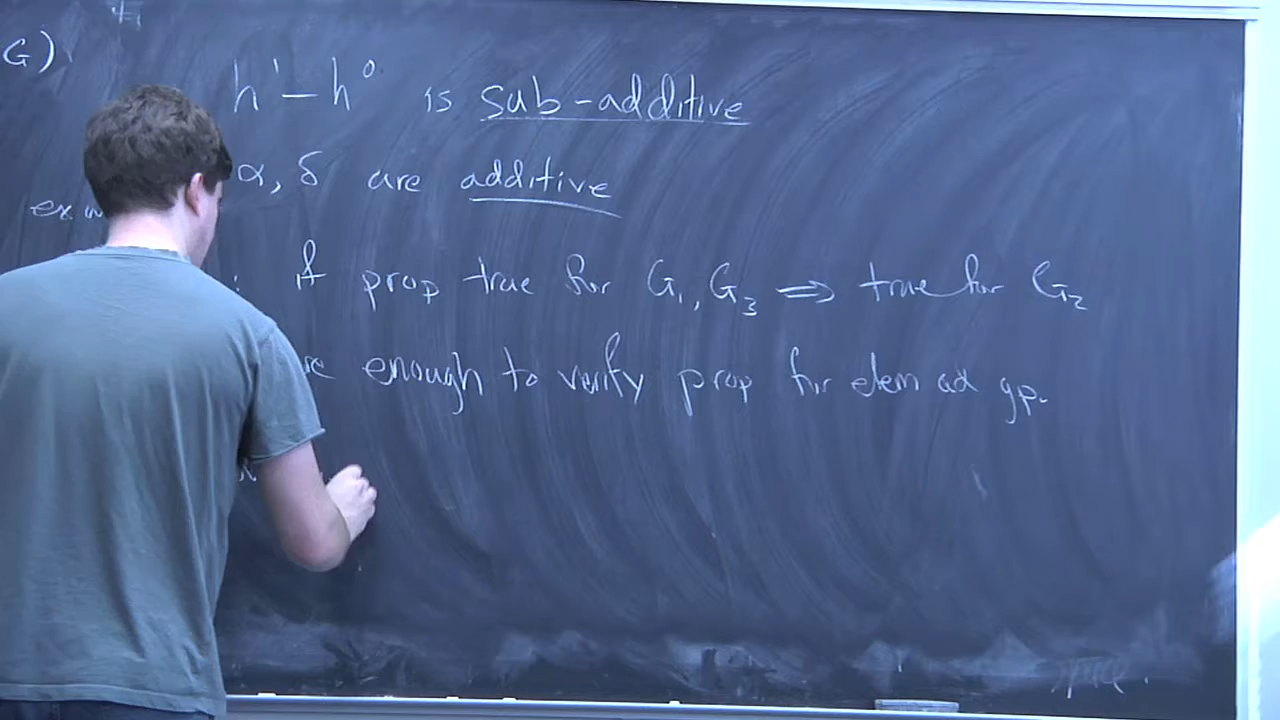 G)
h¹ – h⁰ is sub-additive
α, δ are additive
: If prop true for G₁, G₃ ⇒ true for G₂
enough to verify prop for elem ad gp.